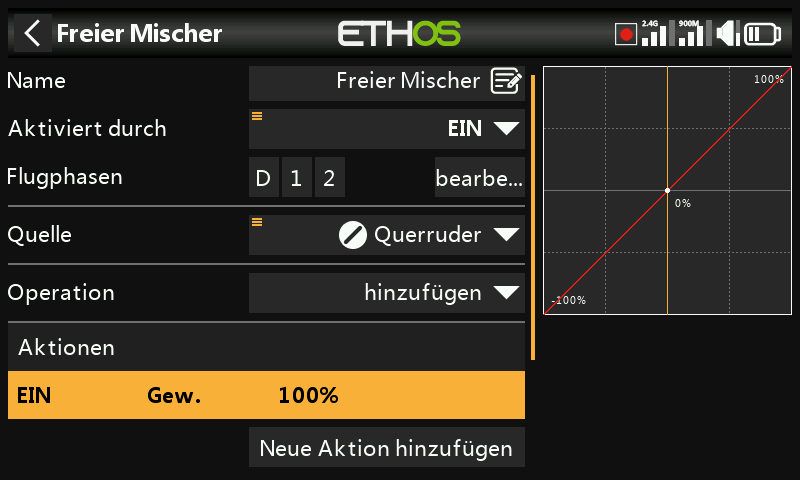 Freier Mischer
ETHOS
2.4G
900M
Name
Freier Mischer
Aktiviert durch
EIN
Flugphasen
D 1 2
bearbe...
Quelle
Querruder
Operation
hinzufügen
Aktionen
EIN Gew. 100%
Neue Aktion hinzufügen
100%
0%
-100%